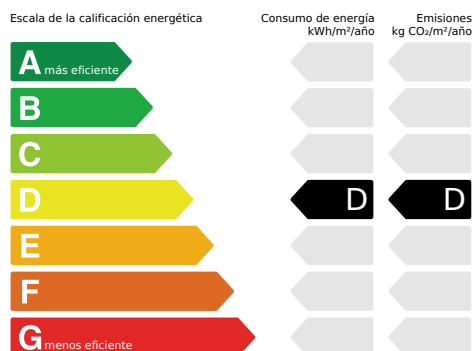 Escala de la calificación energética
Consumo de energía
kWh/m²/año
Emisiones
kg CO₂/m²/año
A más eficiente
B
C
D
D
D
E
F
G menos eficiente